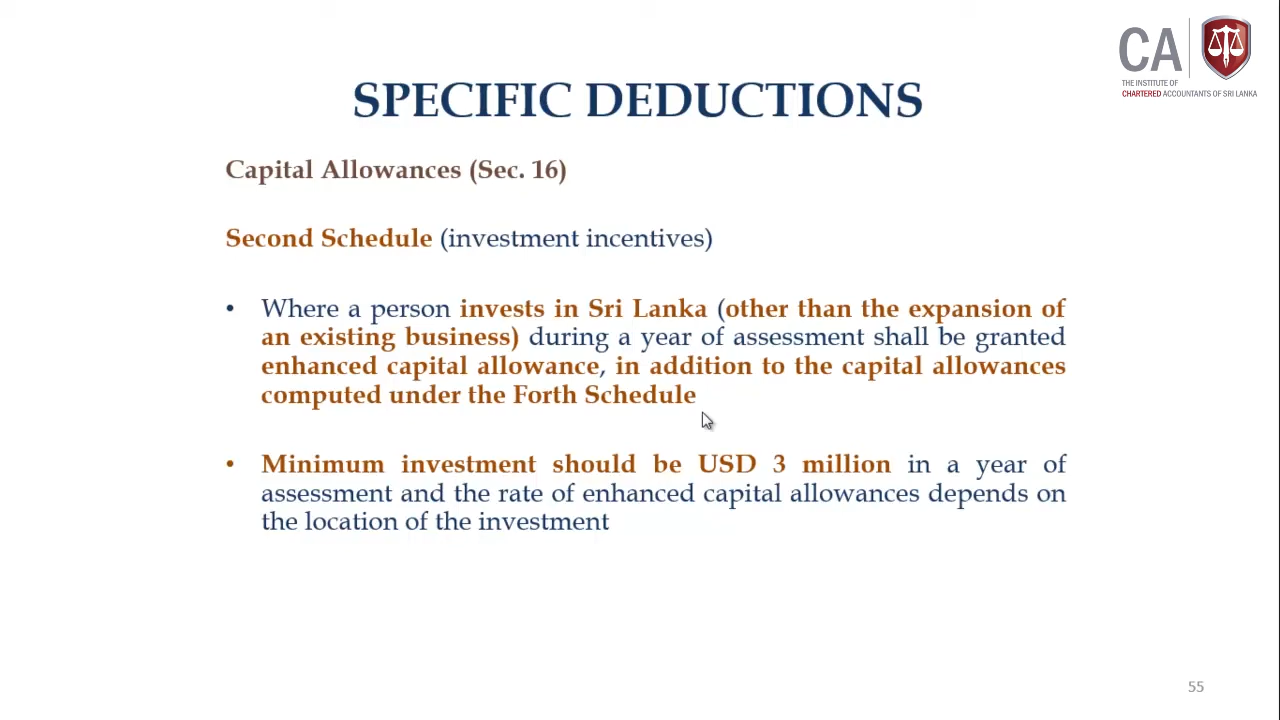 CA
THE INSTITUTE OF
CHARTERED ACCOUNTANTS OF SRI LANKA
SPECIFIC DEDUCTIONS
Capital Allowances (Sec. 16)
Second Schedule (investment incentives)
• Where a person invests in Sri Lanka (other than the expansion of
an existing business) during a year of assessment shall be granted
enhanced capital allowance, in addition to the capital allowances
computed under the Forth Schedule
• Minimum investment should be USD 3 million in a year of
assessment and the rate of enhanced capital allowances depends on
the location of the investment
55